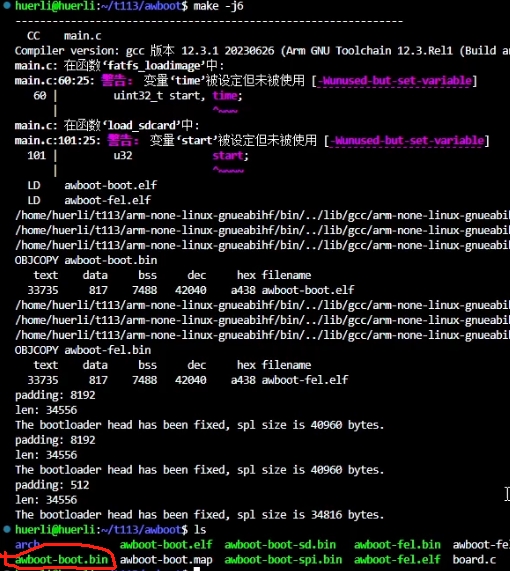 huerli@huerli:~/t113/awboot$ make -j6
----------------------------------------------------
CC main.c
Compiler version: gcc 版本 12.3.1 20230626 (Arm GNU Toolchain 12.3.Rel1 (Build ar
main.c: 在函数‘fatfs_loadimage’中:
main.c:60:25: 警告: 变量‘time’被设定但未被使用 [-Wunused-but-set-variable]
60 | uint32_t start, time;
| ^~~~
main.c: 在函数‘load_sdcard’中:
main.c:101:25: 警告: 变量‘start’被设定但未被使用 [-Wunused-but-set-variable]
101 | u32 start;
| ^~~~~
LD awboot-boot.elf
LD awboot-fel.elf
/home/huerli/t113/arm-none-linux-gnueabihf/bin/../lib/gcc/arm-none-linux-gnueabi
/home/huerli/t113/arm-none-linux-gnueabihf/bin/../lib/gcc/arm-none-linux-gnueabi
/home/huerli/t113/arm-none-linux-gnueabihf/bin/../lib/gcc/arm-none-linux-gnueabi
OBJCOPY awboot-boot.bin
text data bss dec hex filename
33735 817 7488 42040 a438 awboot-boot.elf
/home/huerli/t113/arm-none-linux-gnueabihf/bin/../lib/gcc/arm-none-linux-gnueabi
/home/huerli/t113/arm-none-linux-gnueabihf/bin/../lib/gcc/arm-none-linux-gnueabi
/home/huerli/t113/arm-none-linux-gnueabihf/bin/../lib/gcc/arm-none-linux-gnueabi
OBJCOPY awboot-fel.bin
text data bss dec hex filename
33735 817 7488 42040 a438 awboot-fel.elf
padding: 8192
len: 34556
The bootloader head has been fixed, spl size is 40960 bytes.
padding: 8192
len: 34556
The bootloader head has been fixed, spl size is 40960 bytes.
padding: 512
len: 34556
The bootloader head has been fixed, spl size is 34816 bytes.
huerli@huerli:~/t113/awboot$ ls
arch awboot-boot.elf awboot-boot-sd.bin awboot-fel.bin awboot-fe
awboot-boot.bin awboot-boot.map awboot-boot-spi.bin awboot-fel.elf board.c